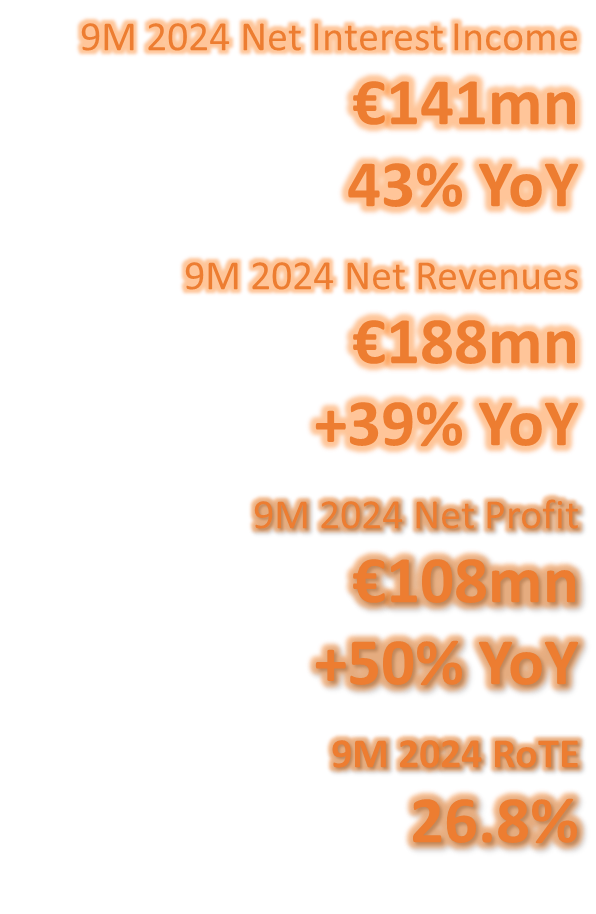 9M 2024 Net Interest Income
€141mn
43% YoY
9M 2024 Net Revenues
€188mn
+39% YoY
9M 2024 Net Profit
€108mn
+50% YoY
9M 2024 RoTE
26.8%